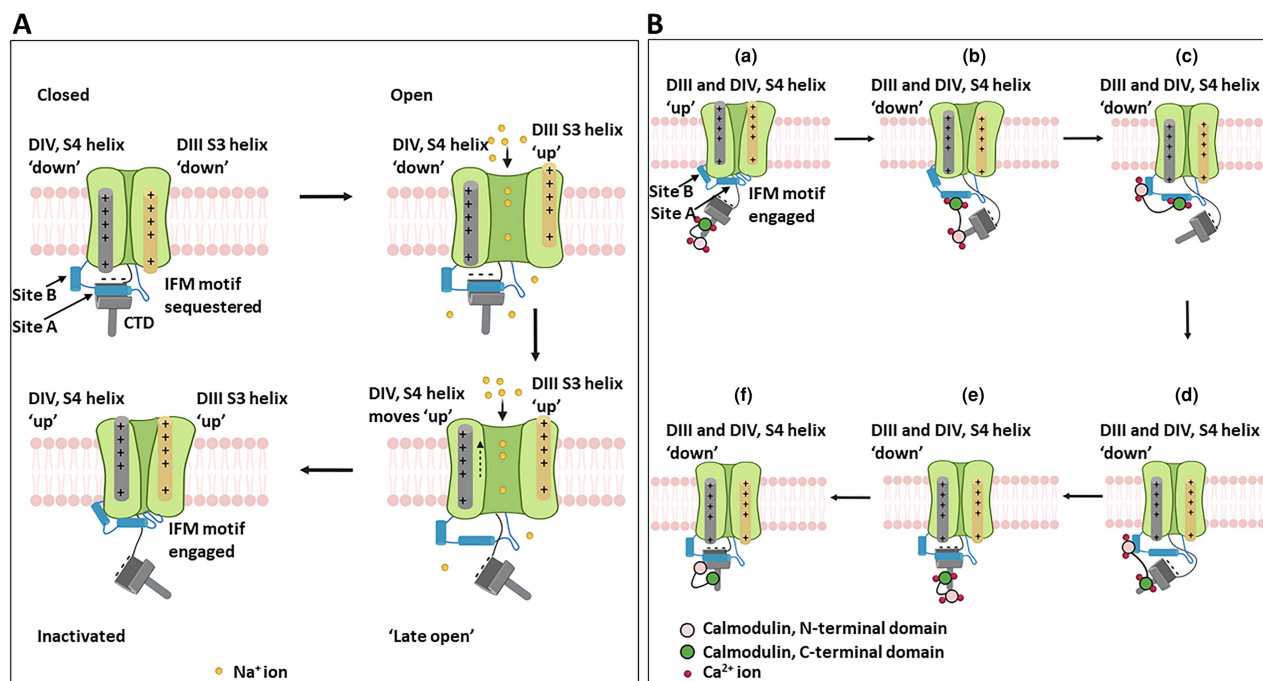 A
Closed
DIV, S4 helix
'down'
DIII S3 helix
'down'
Site B
Site A
IFM motif
sequestered
CTD
Open
DIV, S4 helix
'down'
DIII S3 helix
'up'
DIV, S4 helix
'up'
DIII S3 helix
'up'
IFM motif
engaged
Inactivated
DIV, S4 helix
moves 'up'
DIII S3 helix
'up'
'Late open'
Na+ ion
B
(a)
DIII and DIV, S4 helix
'up'
Site B
Site A
IFM motif
engaged
(b)
DIII and DIV, S4 helix
'down'
(c)
DIII and DIV, S4 helix
'down'
(f)
DIII and DIV, S4 helix
'down'
(e)
DIII and DIV, S4 helix
'down'
(d)
DIII and DIV, S4 helix
'down'
Calmodulin, N-terminal domain
Calmodulin, C-terminal domain
Ca2+ ion